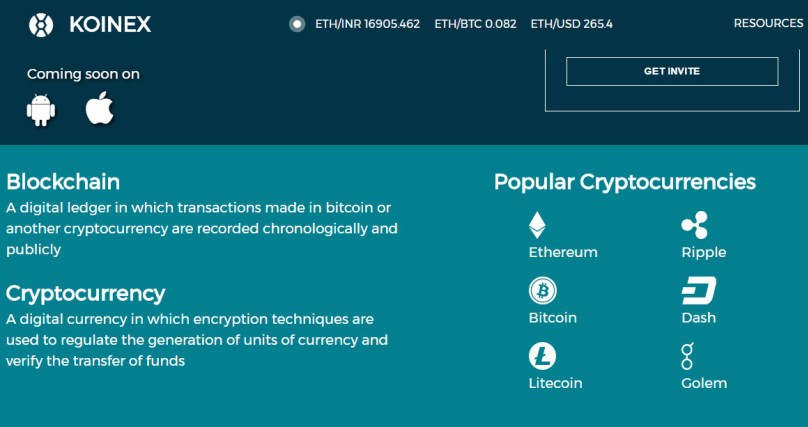 KOINEX
ETH/INR 16905.462 ETH/BTC 0.082 ETH/USD 265.4
RESOURCES
Coming soon on
GET INVITE
Blockchain
A digital ledger in which transactions made in bitcoin or
another cryptocurrency are recorded chronologically and
publicly
Cryptocurrency
A digital currency in which encryption techniques are
used to regulate the generation of units of currency and
verify the transfer of funds
Popular Cryptocurrencies
Ethereum
Ripple
Bitcoin
Dash
Litecoin
Golem